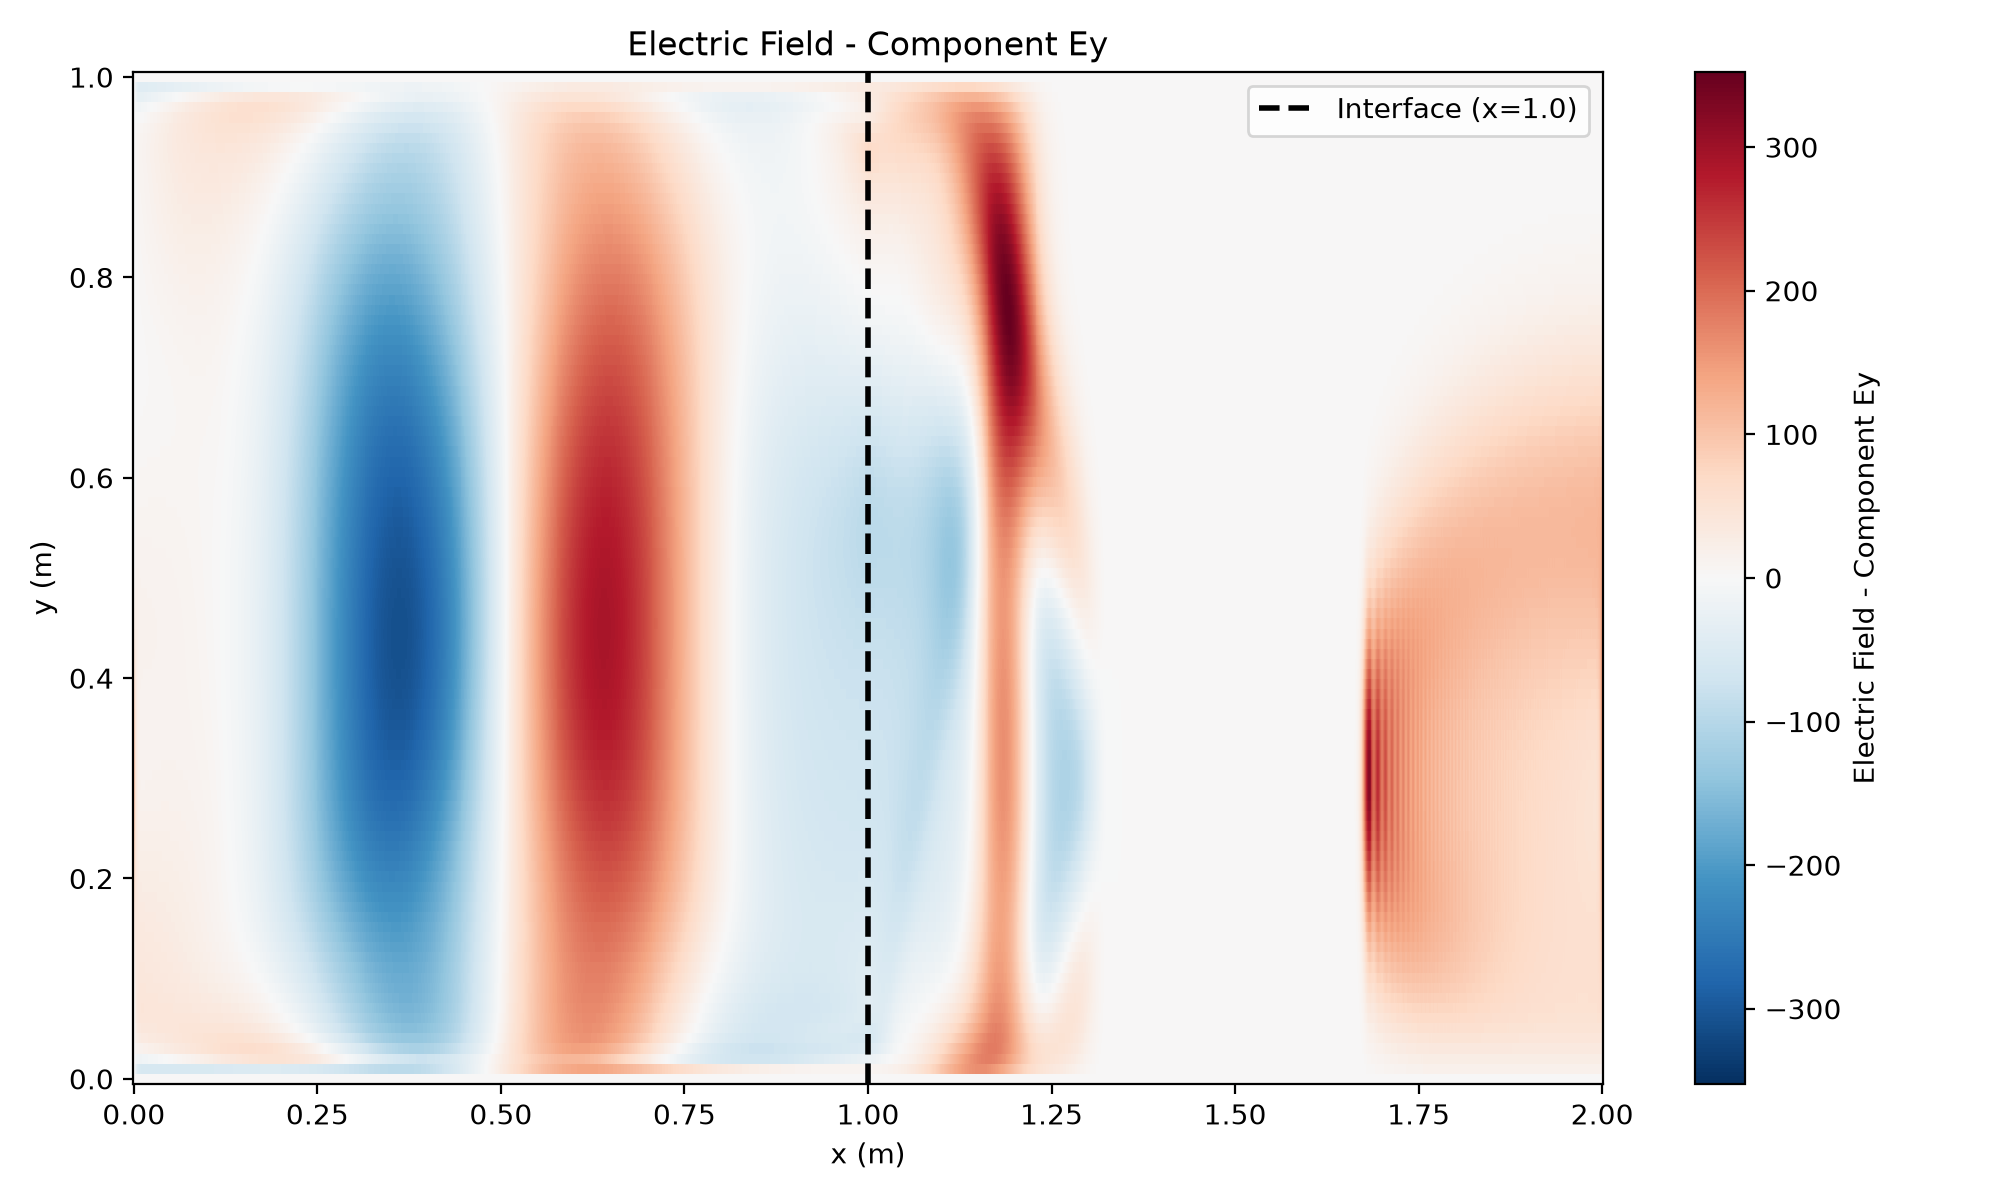 Electric Field - Component Ey
Interface (x=1.0)
y (m)
1.0
0.8
0.6
0.4
0.2
0.0
0.00 0.25 0.50 0.75 1.00 1.25 1.50 1.75 2.00
x (m)
300
200
100
0
−100
−200
−300
Electric Field - Component Ey